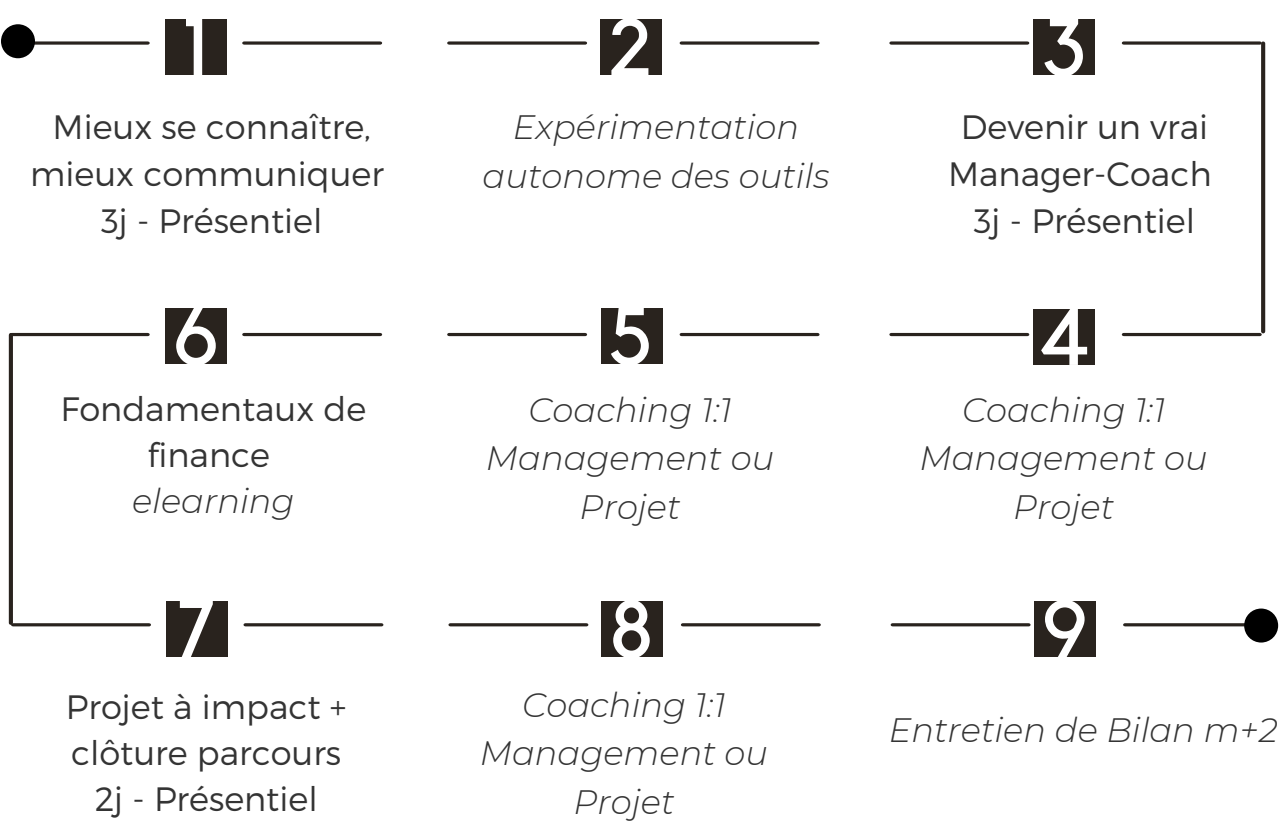 1
Mieux se connaître,
mieux communiquer
3j - Présentiel
2
Expérimentation
autonome des outils
3
Devenir un vrai
Manager-Coach
3j - Présentiel
4
Coaching 1:1
Management ou
Projet
5
Coaching 1:1
Management ou
Projet
6
Fondamentaux de
finance
elearning
7
Projet à impact +
clôture parcours
2j - Présentiel
8
Coaching 1:1
Management ou
Projet
9
Entretien de Bilan m+2